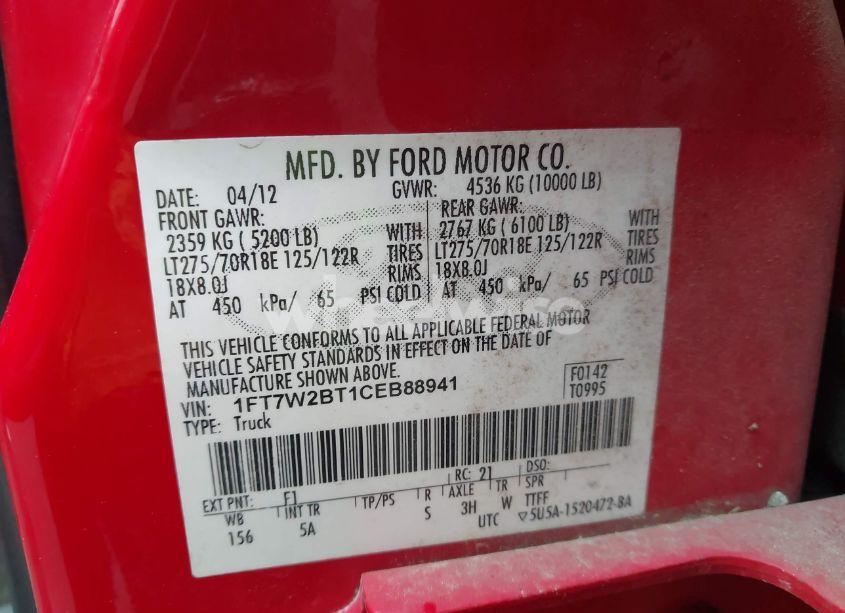 MFD. BY FORD MOTOR CO.
DATE: 04/12 GVWR: 4536 KG (10000 LB)
FRONT GAWR: REAR GAWR:
2359 KG ( 5200 LB) WITH 2767 KG ( 6100 LB) WITH
LT275/70R18E 125/122R TIRES LT275/70R18E 125/122R TIRES
18X8.0J RIMS 18X8.0J RIMS
AT 450 kPa/ 65 PSI COLD AT 450 kPa/ 65 PSI COLD
THIS VEHICLE CONFORMS TO ALL APPLICABLE FEDERAL MOTOR
VEHICLE SAFETY STANDARDS IN EFFECT ON THE DATE OF
MANUFACTURE SHOWN ABOVE.
VIN: 1FT7W2BT1CEB88941 F0142
TYPE: Truck T0995
EXT PNT: F1 RC: 21 DSO:
WB INT TR TP/PS R AXLE TR SPR
156 5A S 3H W TTFF
UTC ▽5U5A-1520472-BA